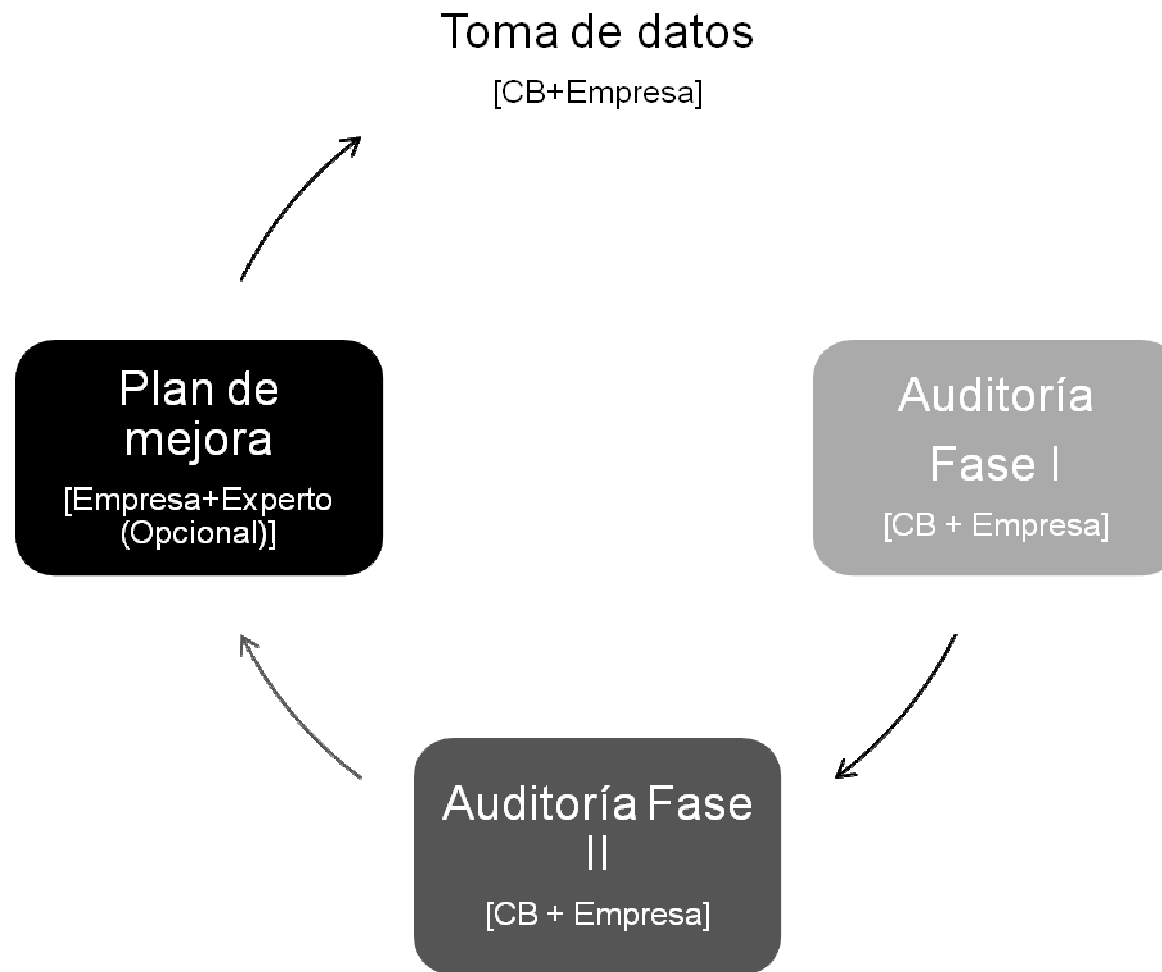 Toma de datos
[CB+Empresa]
Plan de
mejora
[Empresa+Experto
(Opcional)]
Auditoría
Fase I
[CB + Empresa]
Auditoría Fase
II
[CB + Empresa]